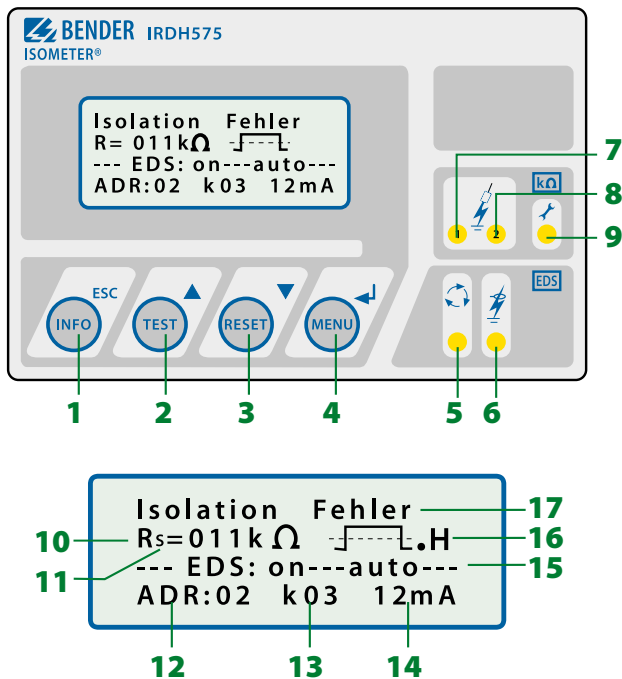 BENDER IRDH575
ISOMETER®
Isolation Fehler
R= 011kΩ
--- EDS: on---auto---
ADR:02 k03 12mA
7
kΩ
8
1 2
9
EDS
ESC
INFO
TEST
RESET
MENU
1 2 3 4 5 6
Isolation Fehler
17
10
Rs=011kΩ .H
16
11
--- EDS: on---auto---
15
ADR:02 k03 12mA
12 13 14